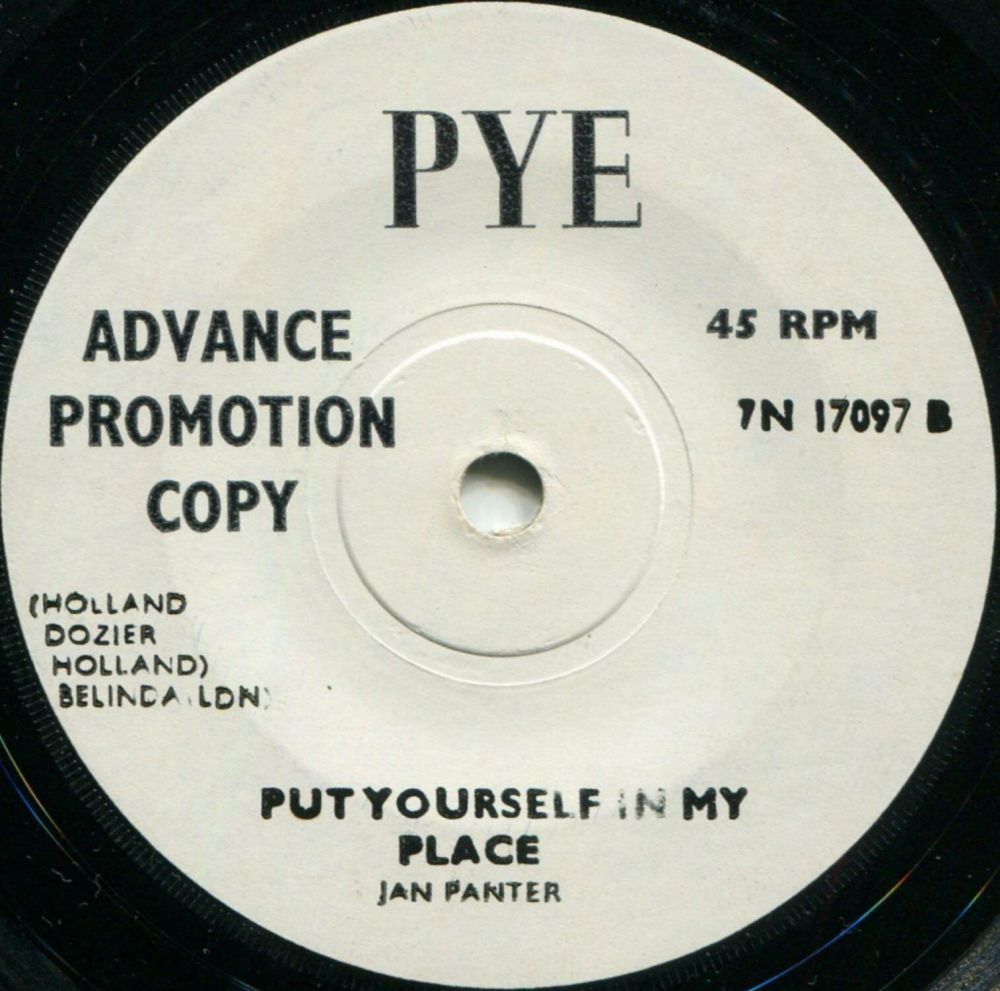 PYE
ADVANCE
PROMOTION
COPY
45 RPM
7N 17097 B
(HOLLAND
DOZIER
HOLLAND)
BELINDA (LDN)
PUT YOURSELF IN MY
PLACE
JAN PANTER